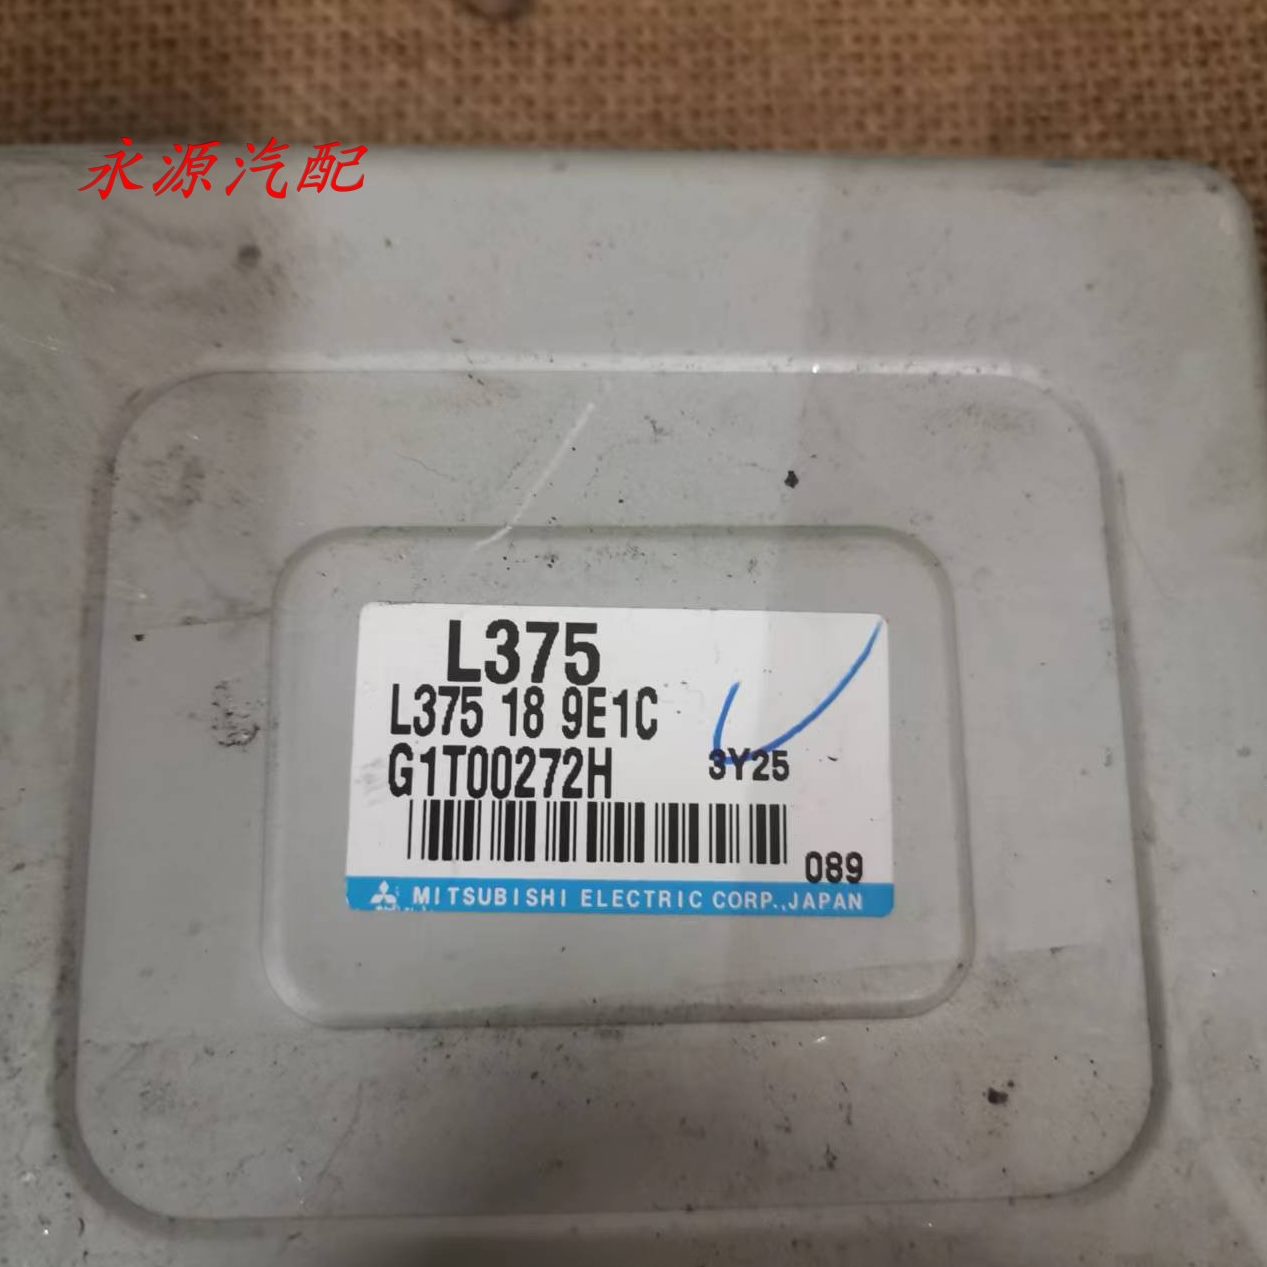 永源汽配
L375
L375 18 9E1C
G1T00272H 3Y25
089
MITSUBISHI ELECTRIC CORP.,JAPAN